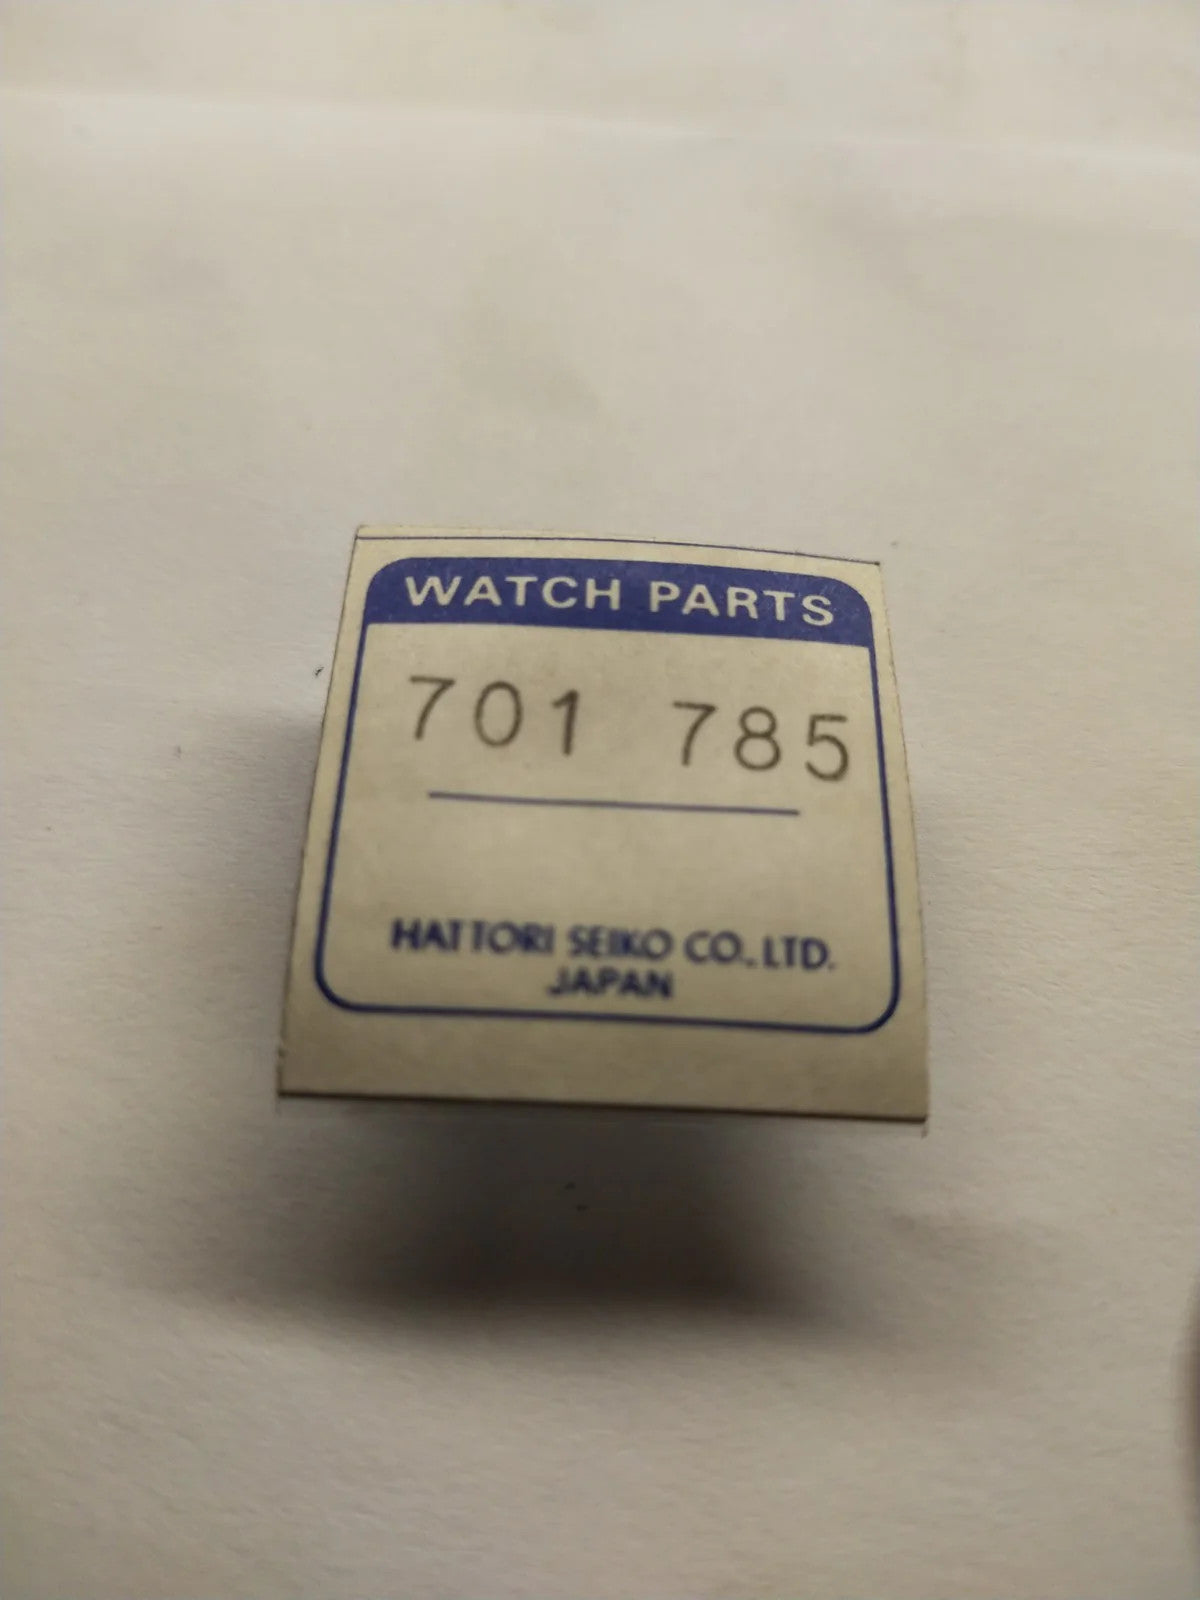 WATCH PARTS
701 785
HATTORI SEIKO CO., LTD.
JAPAN